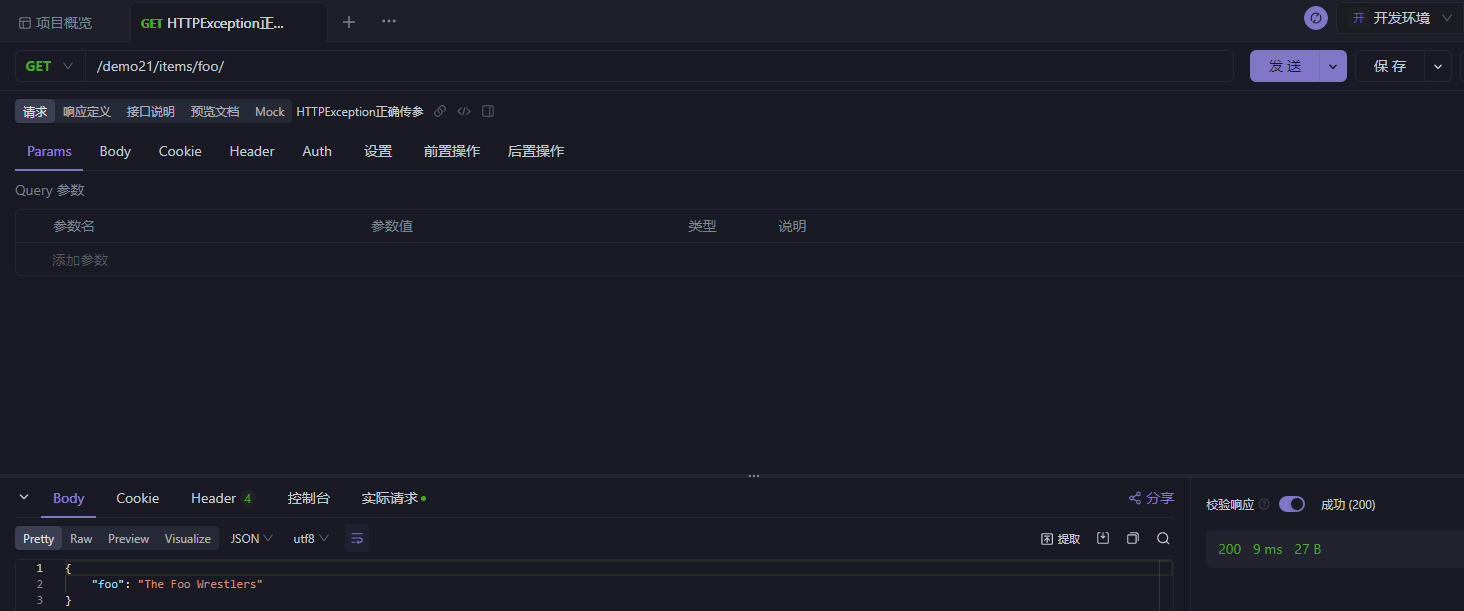 项目概览 GET HTTPException正...
开 开发环境
GET /demo21/items/foo/ 发 送 保 存
请求 响应定义 接口说明 预览文档 Mock HTTPException正确传参
Params Body Cookie Header Auth 设置 前置操作 后置操作
Query 参数
参数名 参数值 类型 说明
添加参数
Body Cookie Header 4 控制台 实际请求 分享
校验响应 成功 (200)
Pretty Raw Preview Visualize JSON utf8 提取
200 9 ms 27 B
1 {
2 "foo": "The Foo Wrestlers"
3 }